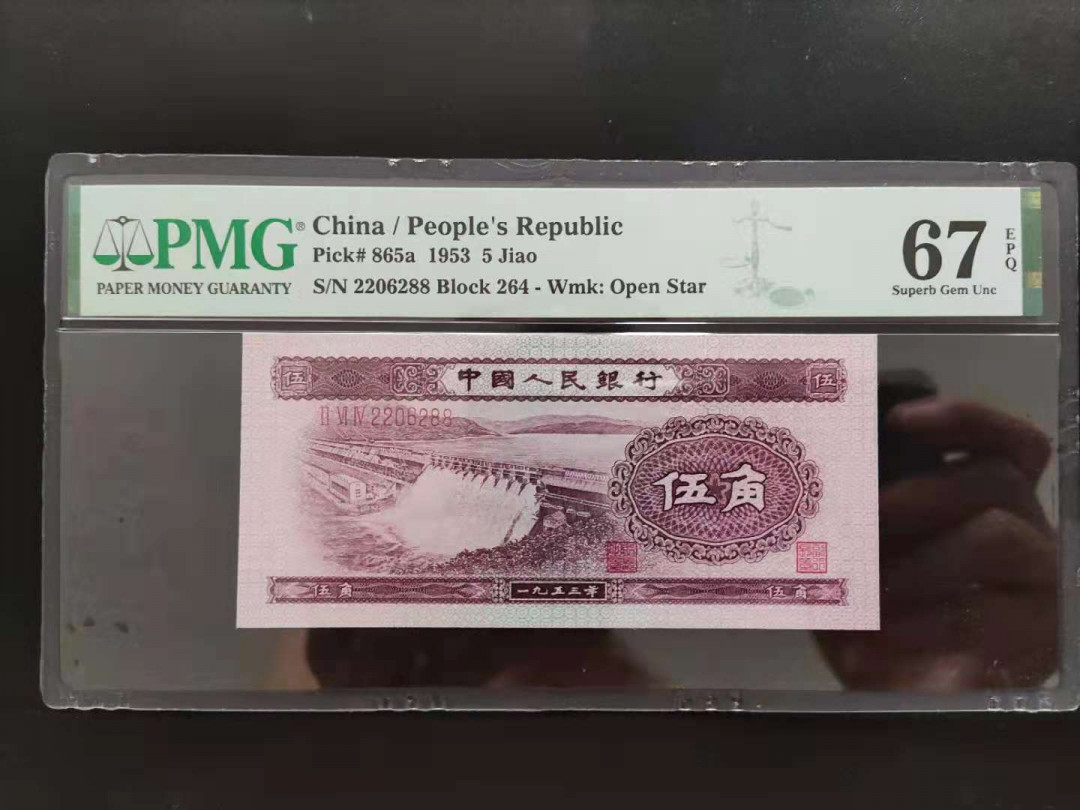 PMG®
PAPER MONEY GUARANTY
China / People's Republic
Pick# 865a 1953 5 Jiao
S/N 2206288 Block 264 - Wmk: Open Star
67
EPQ
Superb Gem Unc
伍 中國人民銀行 伍
II VI IV 2206288
伍角
伍角 一九五三年 伍角